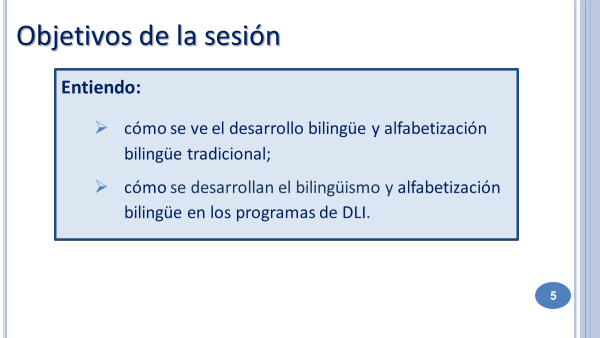 Objetivos de la sesión
Entiendo:
cómo se ve el desarrollo bilingüe y alfabetización
bilingüe tradicional;
cómo se desarrollan el bilingüismo y alfabetización
bilingüe en los programas de DLI.
5